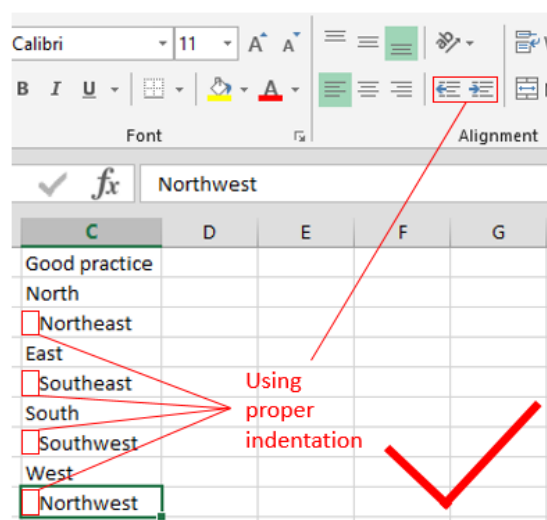 Calibri 11 A A
B I U A
Font Alignment
fx Northwest
C D E F G
Good practice
North
Northeast
East
Southeast
South
Southwest
West
Northwest
Using
proper
indentation